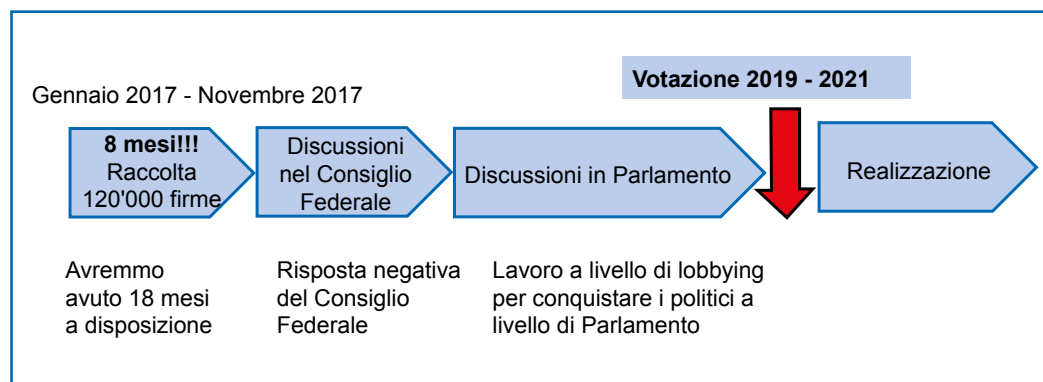 Votazione 2019 - 2021
Gennaio 2017 - Novembre 2017
8 mesi!!!
Raccolta
120'000 firme
Discussioni
nel Consiglio
Federale
Discussioni in Parlamento
Realizzazione
Avremmo
avuto 18 mesi
a disposizione
Risposta negativa
del Consiglio
Federale
Lavoro a livello di lobbying
per conquistare i politici a
livello di Parlamento